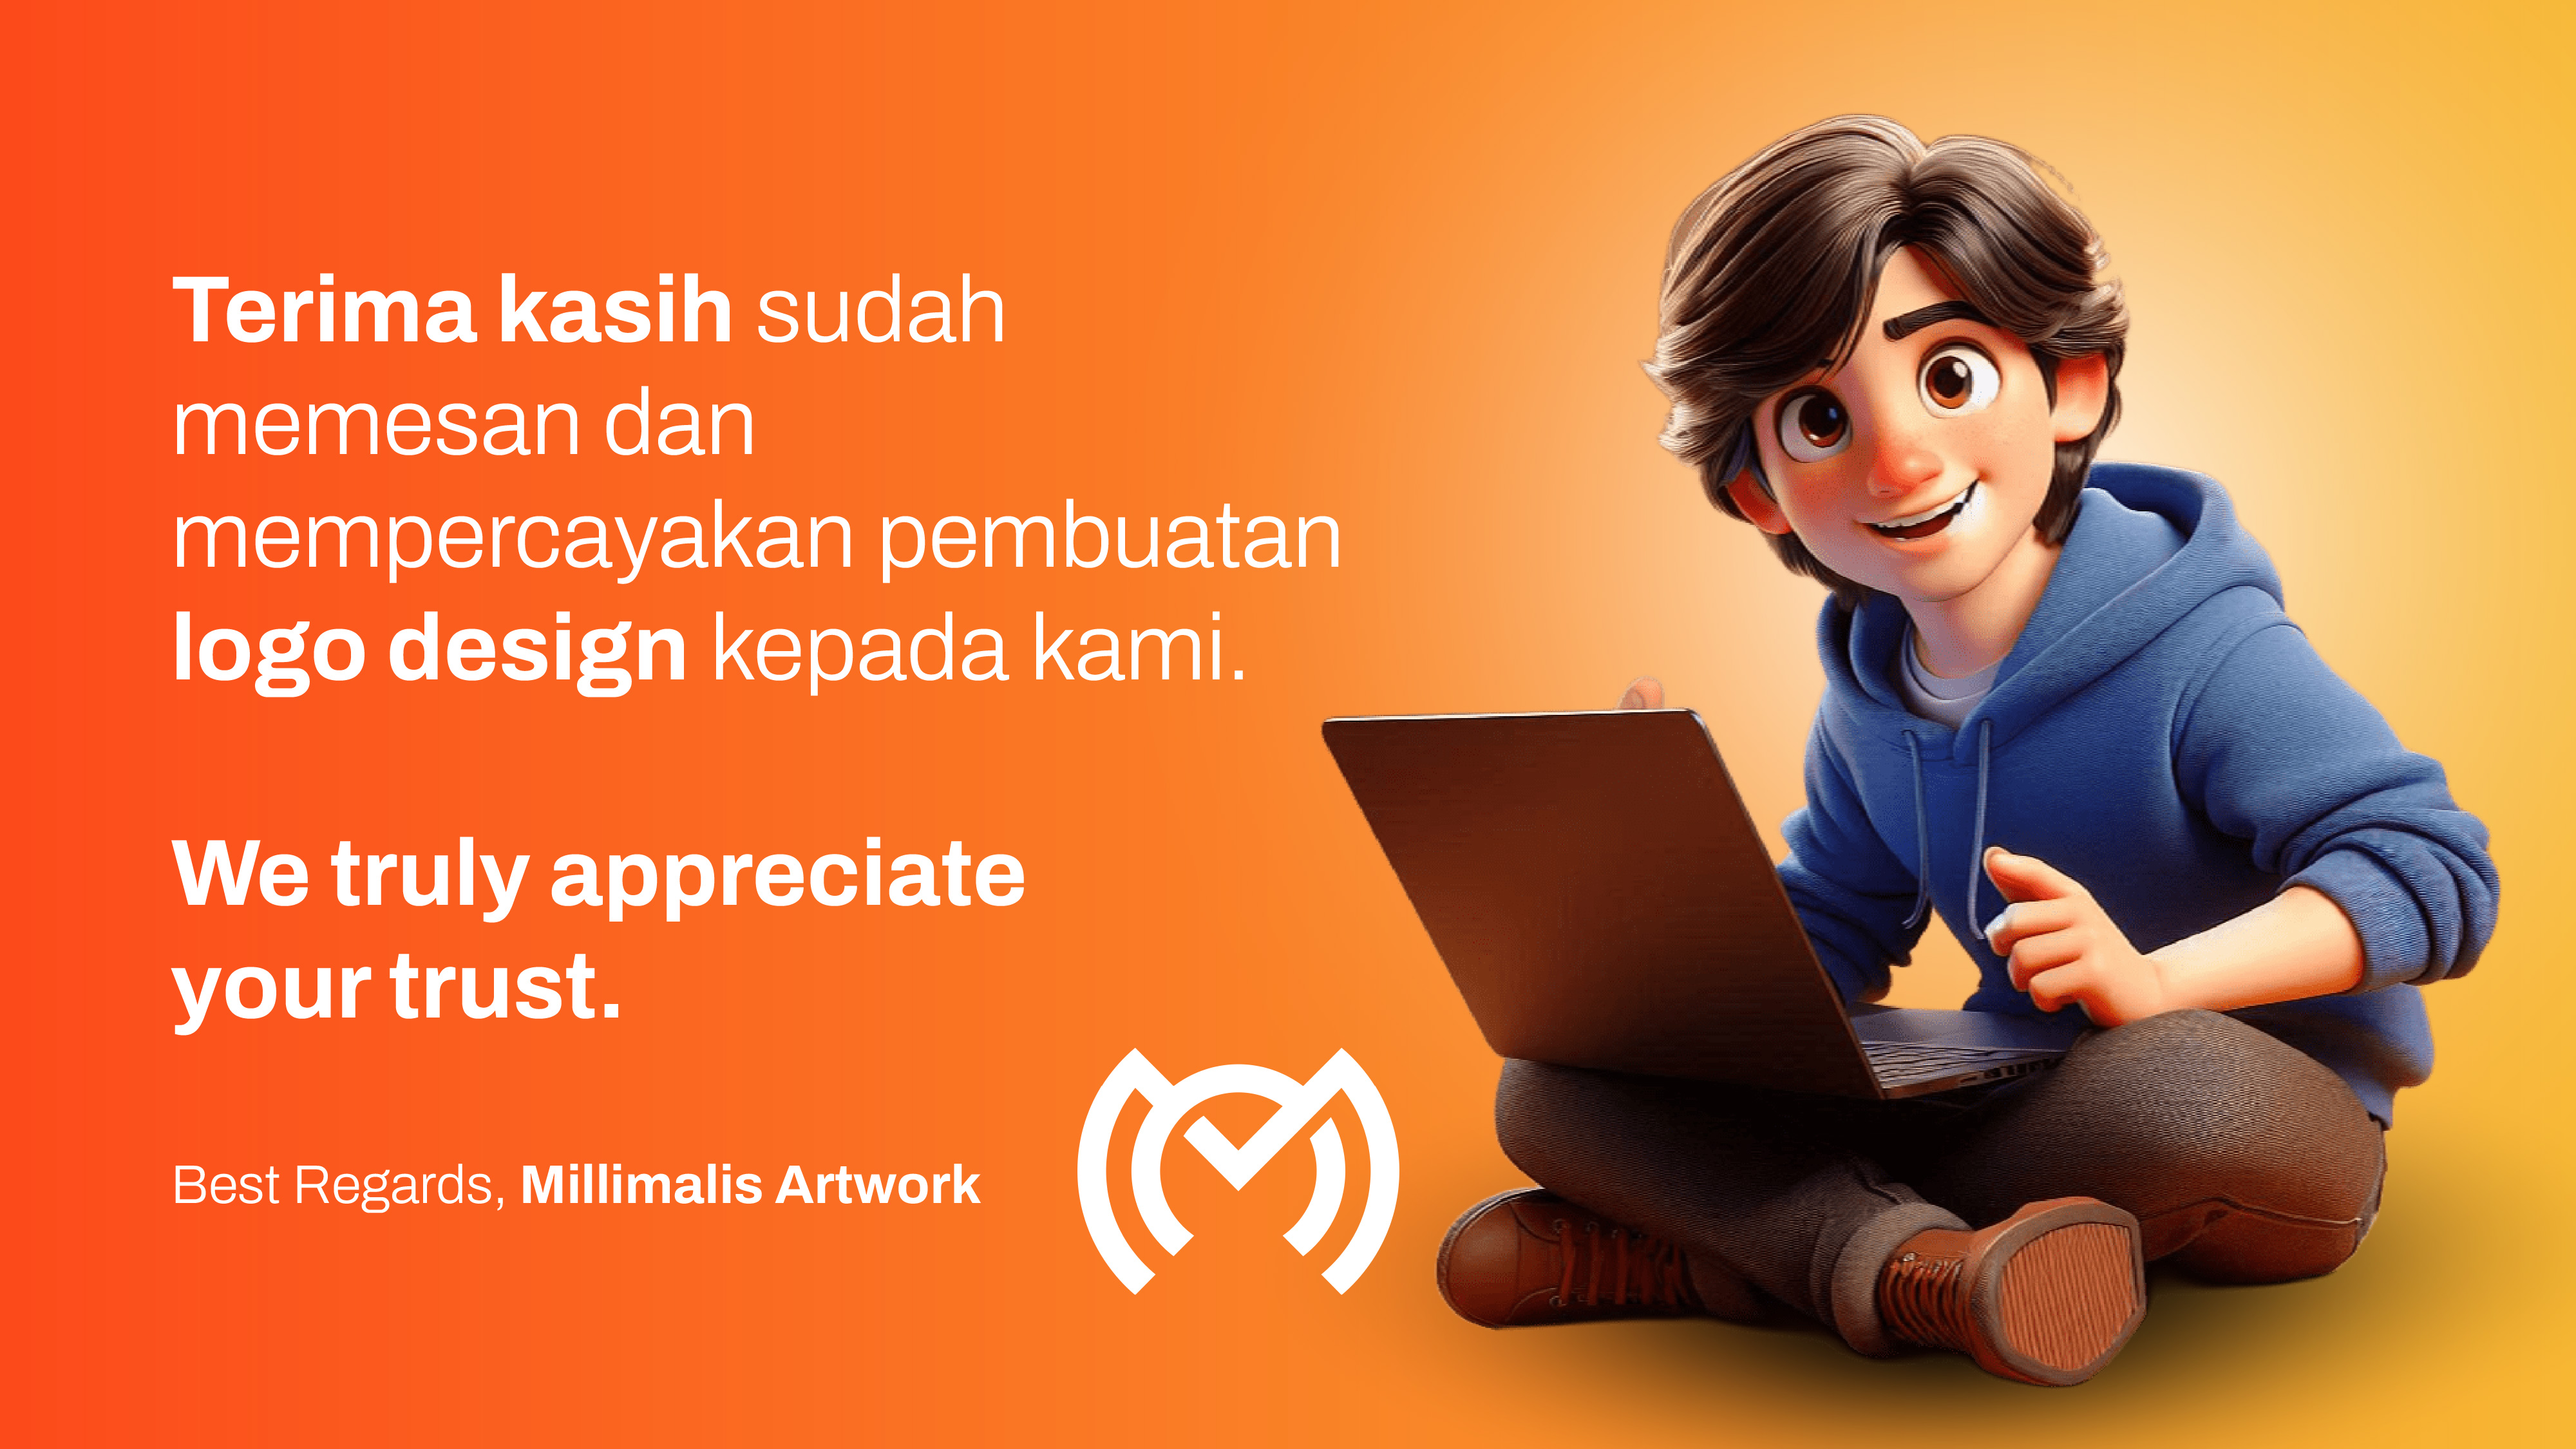 Terima kasih sudah
memesan dan
mempercayakan pembuatan
logo design kepada kami.
We truly appreciate
your trust.
Best Regards, Millimalis Artwork